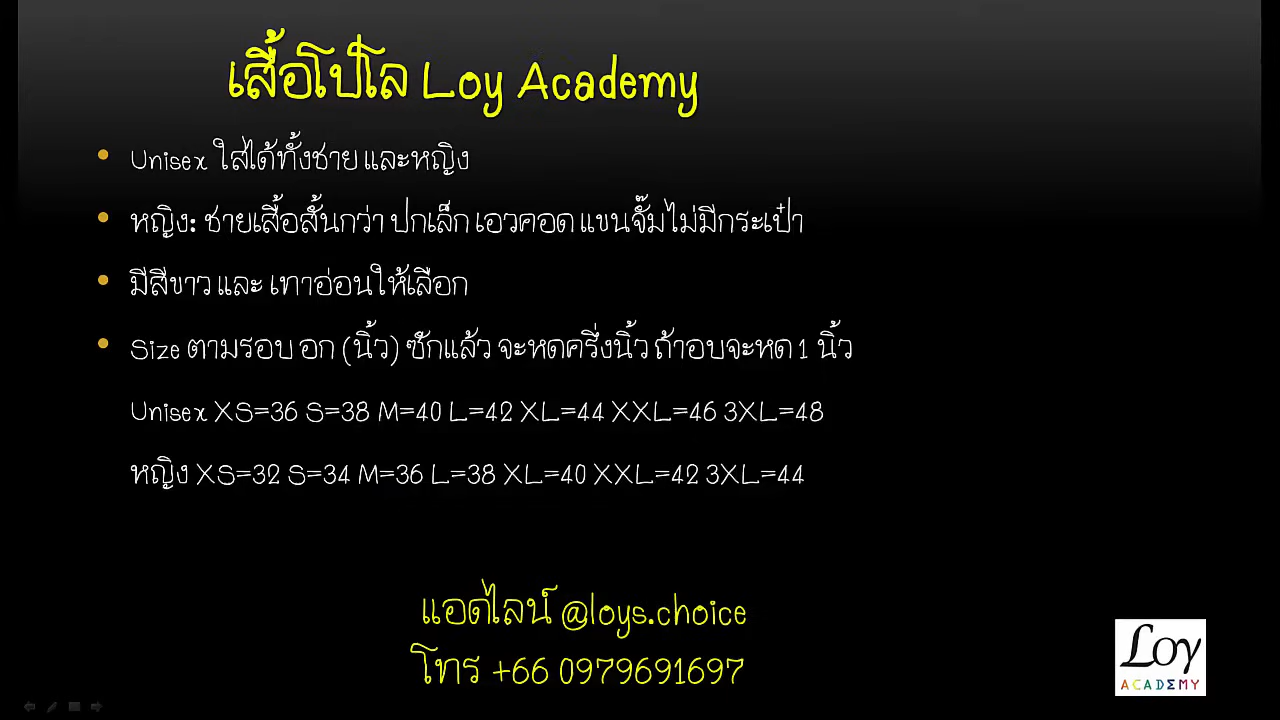 เสื้อโปโล Loy Academy
• Unisex ใส่ได้ทั้งชาย และหญิง
• หญิง: ชายเสื้อสั้นกว่า ปกเล็ก เอวคอด แขนจั๊มไม่มีกระเป๋า
• มีสีขาว และ เทาอ่อนให้เลือก
• Size ตามรอบ อก (นิ้ว) ซักแล้ว จะหดครึ่งนิ้ว ถ้าอบจะหด 1 นิ้ว
Unisex XS=36 S=38 M=40 L=42 XL=44 XXL=46 3XL=48
หญิง XS=32 S=34 M=36 L=38 XL=40 XXL=42 3XL=44
แอดไลน์ @loys.choice
โทร +66 0979691697
Loy
ACADEMY